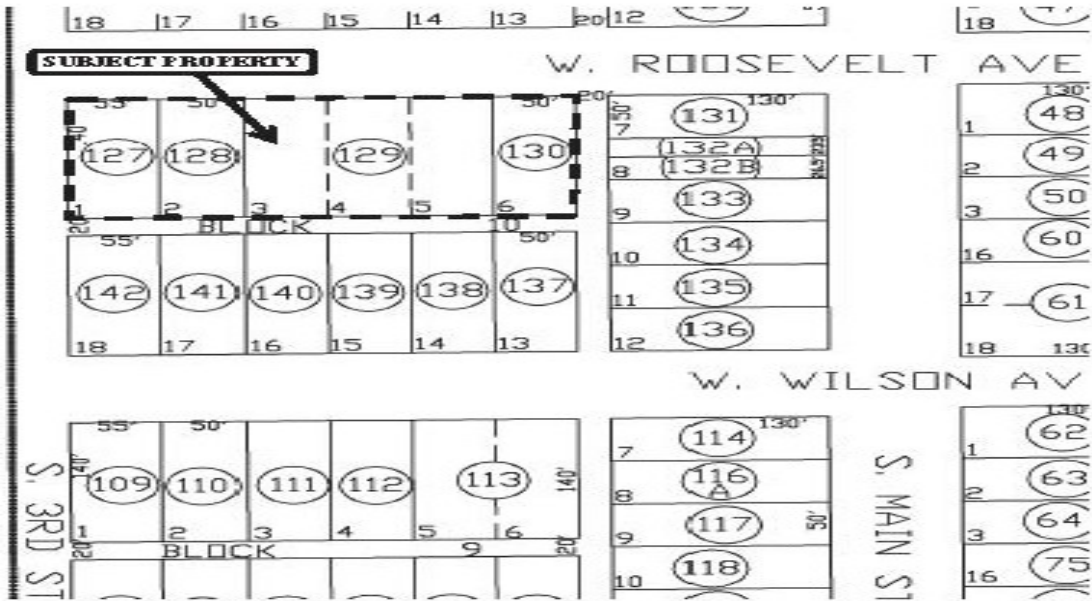 18 17 16 15 14 13 20' 12 18
SUBJECT PROPERTY
W. ROOSEVELT AVE
55' 50' 50' 20' 130' 130'
127 128 129 130
1 2 3 4 5 6
50' 7 131
8 132A
132B
9 133
10 134
11 135
12 136
1 48
2 49
3 50
16 60
17 61
18 130
20' BLOCK 10
55' 50'
142 141 140 139 138 137
18 17 16 15 14 13
W. WILSON AV
55' 50' 130' 130'
140' 109 110 111 112 113 140'
1 2 3 4 5 6
7 114
8 116
A
9 117 50'
10 118
1 62
2 63
3 64
16 75
20' BLOCK 9 20'
S. 3RD ST
S. MAIN ST